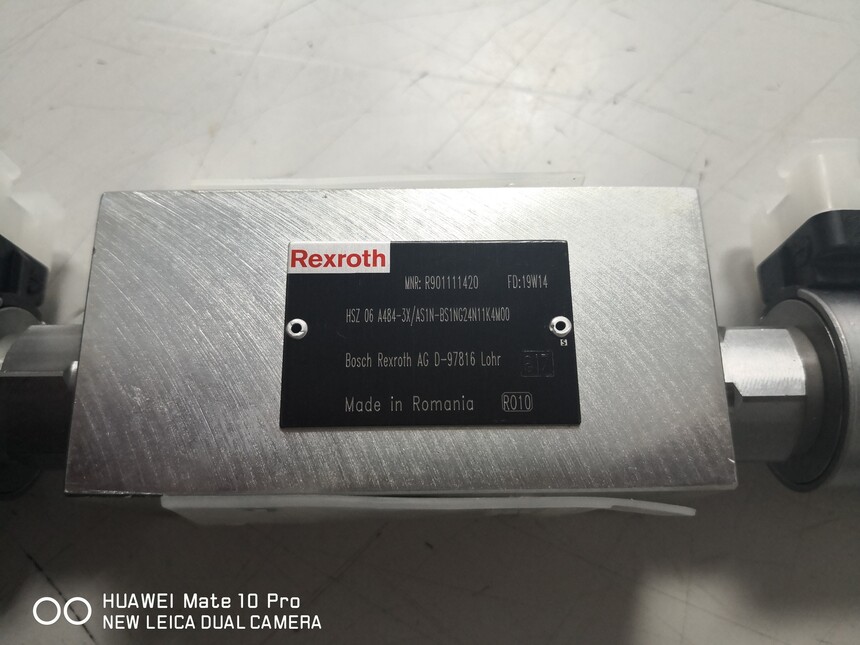 Rexroth
MNR: R901111420 FD:19W14
HSZ 06 A484-3X/AS1N-BS1NG24N11K4M00
Bosch Rexroth AG D-97816 Lohr
Made in Romania RO10
HUAWEI Mate 10 Pro
NEW LEICA DUAL CAMERA